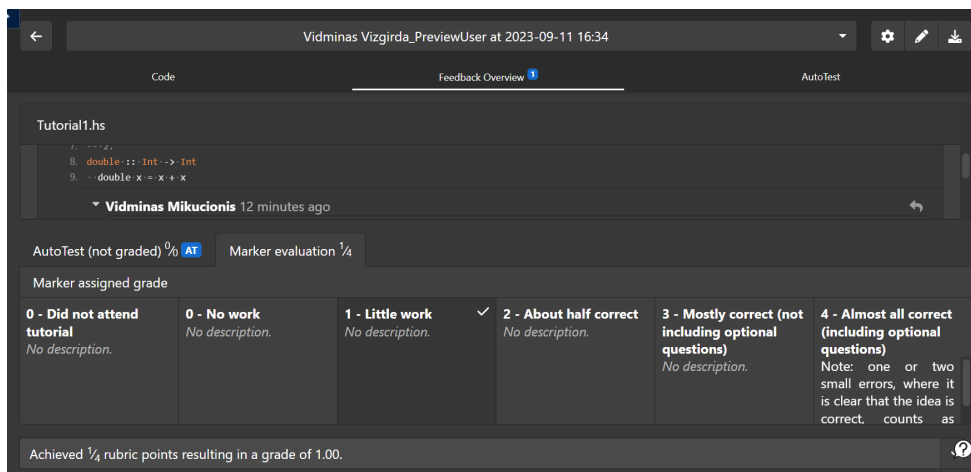 Vidminas Vizgirda_PreviewUser at 2023-09-11 16:34
Code
Feedback Overview 1
AutoTest
Tutorial1.hs
7. -- 2.
8. double :: Int -> Int
9. double x = x + x
Vidminas Mikucionis 12 minutes ago
AutoTest (not graded) 0/0 AT
Marker evaluation 1/4
Marker assigned grade
0 - Did not attend
tutorial
No description.
0 - No work
No description.
1 - Little work
No description.
2 - About half correct
No description.
3 - Mostly correct (not
including optional
questions)
No description.
4 - Almost all correct
(including optional
questions)
Note: one or two
small errors, where it
is clear that the idea is
correct, counts as
Achieved 1/4 rubric points resulting in a grade of 1.00.